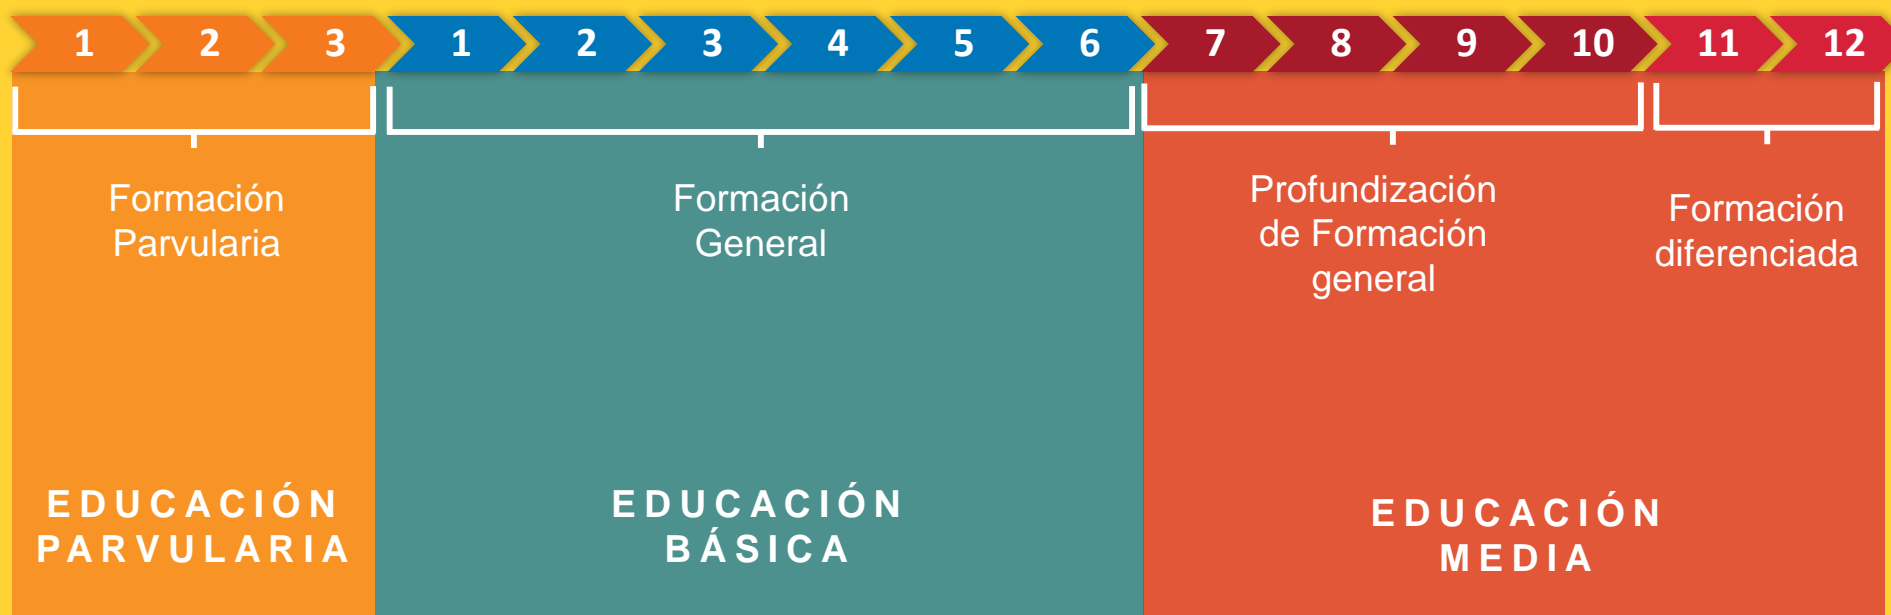 1 2 3 1 2 3 4 5 6 7 8 9 10 11 12
Formación
Parvularia
Formación
General
Profundización
de Formación
general
Formación
diferenciada
EDUCACIÓN
PARVULARIA
EDUCACIÓN
BÁSICA
EDUCACIÓN
MEDIA